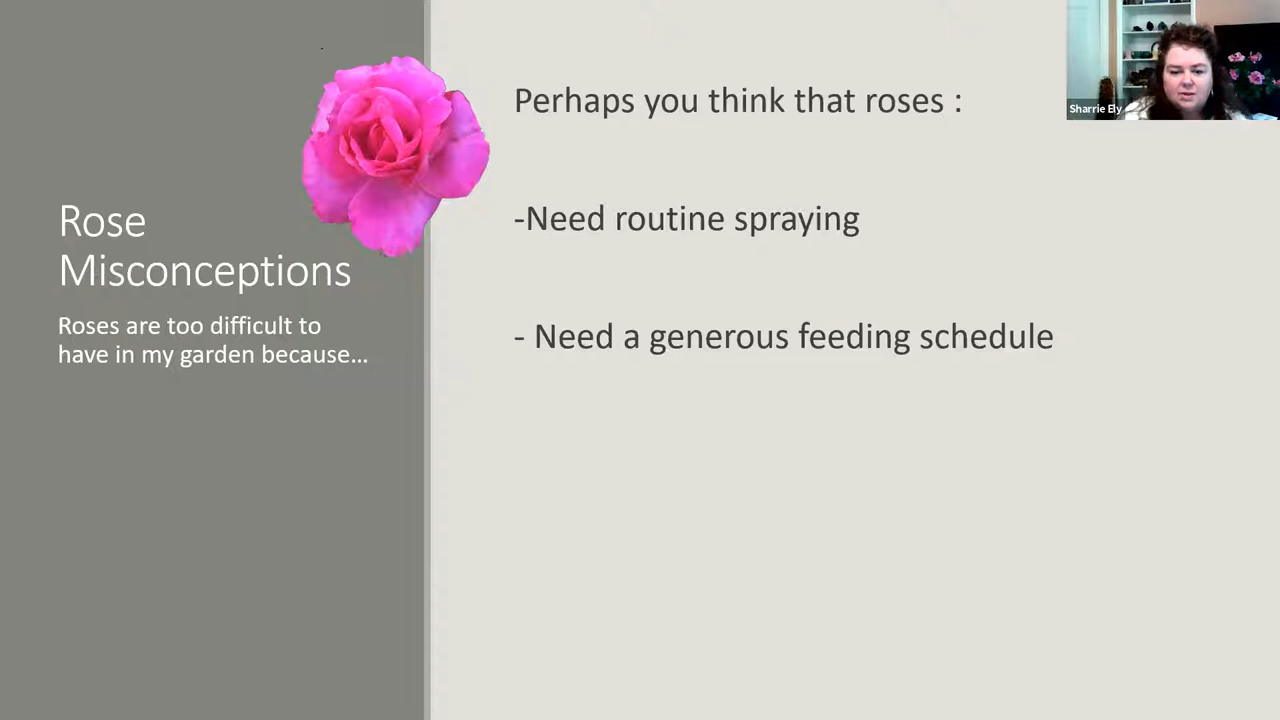 Rose
Misconceptions
Roses are too difficult to
have in my garden because…
Perhaps you think that roses :
-Need routine spraying
- Need a generous feeding schedule
Sharrie Ely